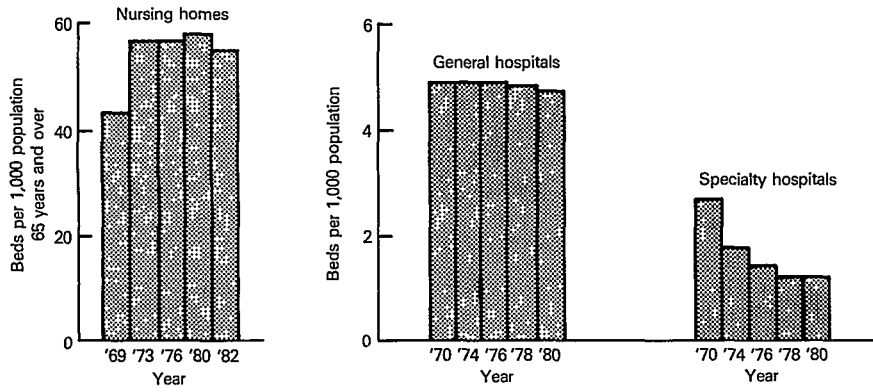 Nursing homes
60
40
20
0
Beds per 1,000 population
65 years and over
'69 '73 '76 '80 '82
Year
6
4
2
0
Beds per 1,000 population
General hospitals
'70 '74 '76 '78 '80
Year
Specialty hospitals
'70 '74 '76 '78 '80
Year